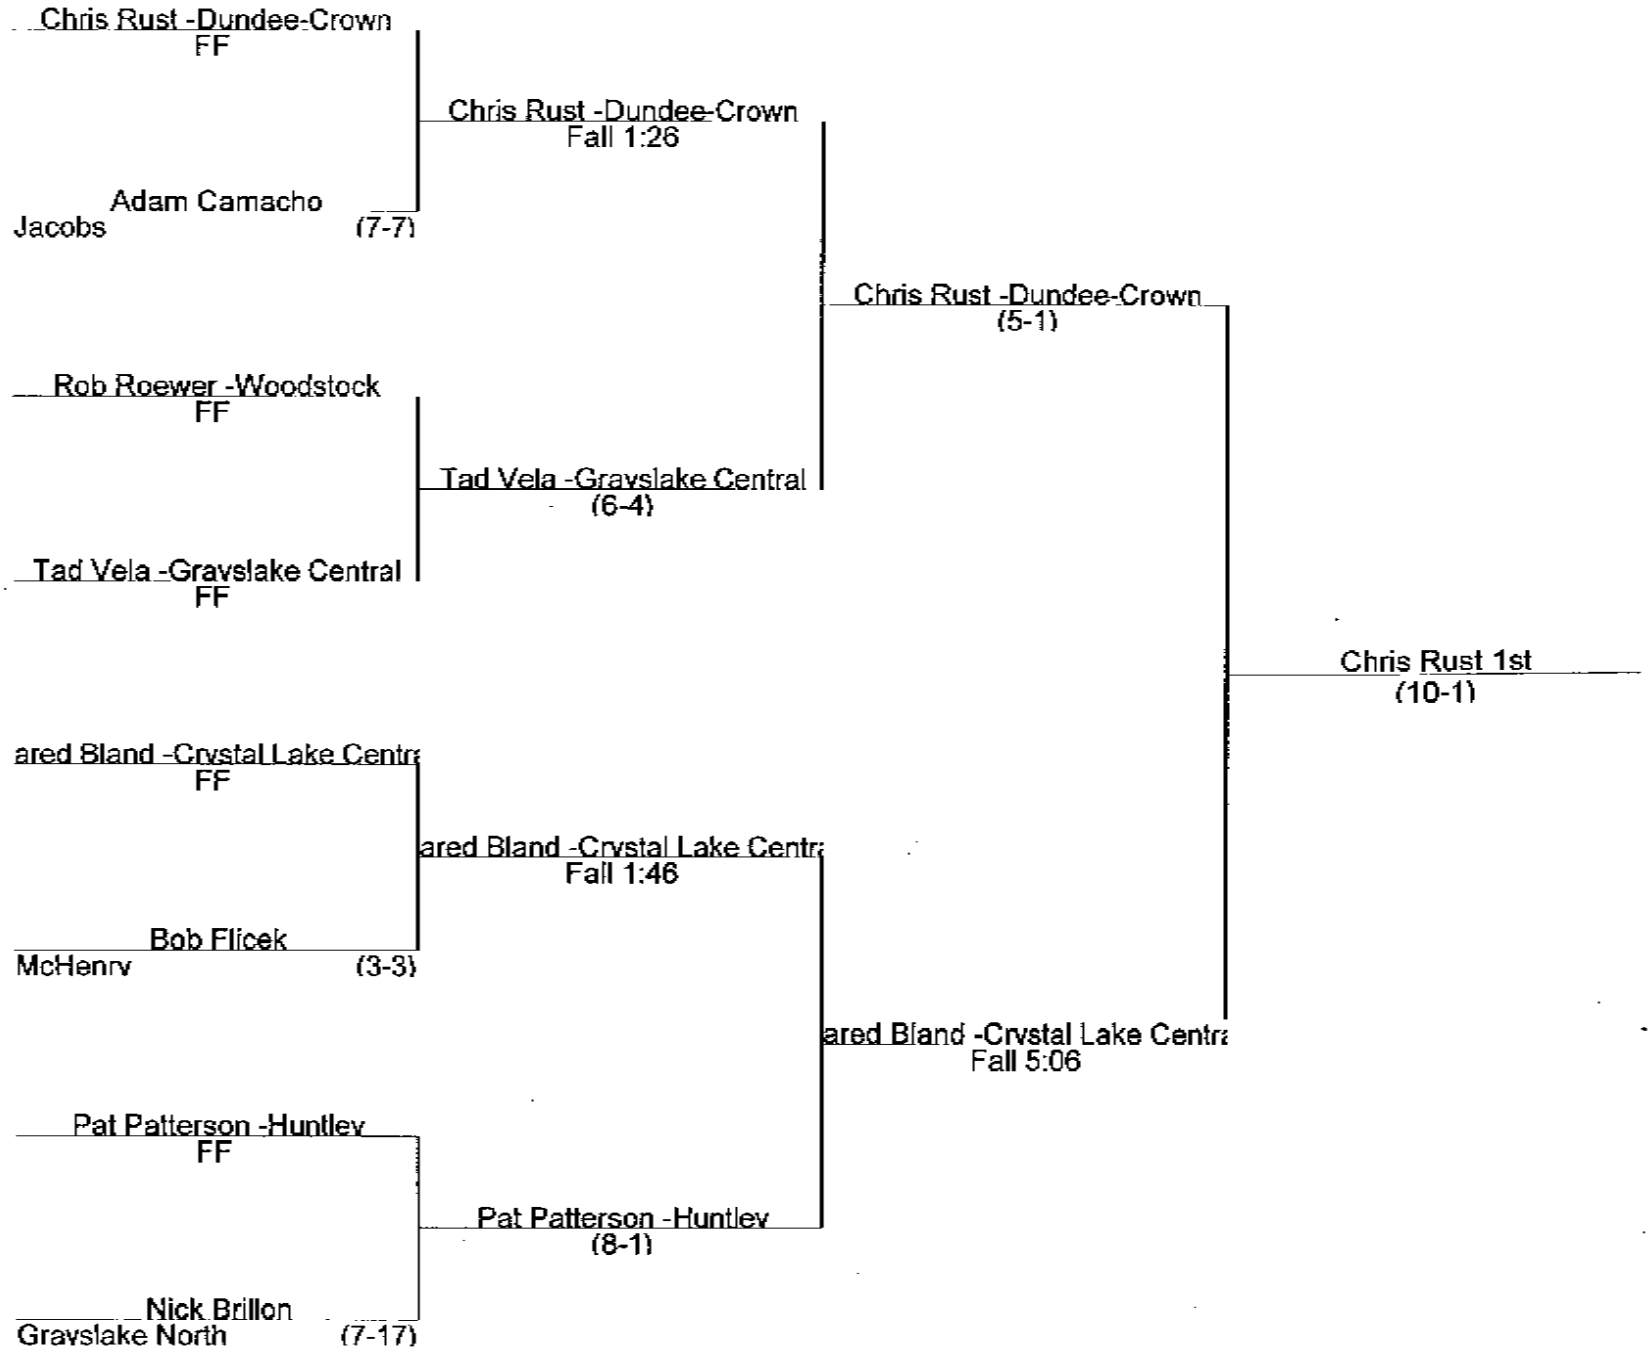 Chris Rust -Dundee-Crown
FF
Chris Rust -Dundee-Crown
Fall 1:26
Adam Camacho
Jacobs (7-7)
Chris Rust -Dundee-Crown
(5-1)
Rob Roewer -Woodstock
FF
Tad Vela -Grayslake Central
(6-4)
Tad Vela -Grayslake Central
FF
Chris Rust 1st
(10-1)
ared Bland -Crystal Lake Centra
FF
ared Bland -Crystal Lake Centra
Fall 1:46
Bob Flicek
McHenry (3-3)
ared Bland -Crystal Lake Centra
Fall 5:06
Pat Patterson -Huntley
FF
Pat Patterson -Huntley
(8-1)
Nick Brillon
Grayslake North (7-17)